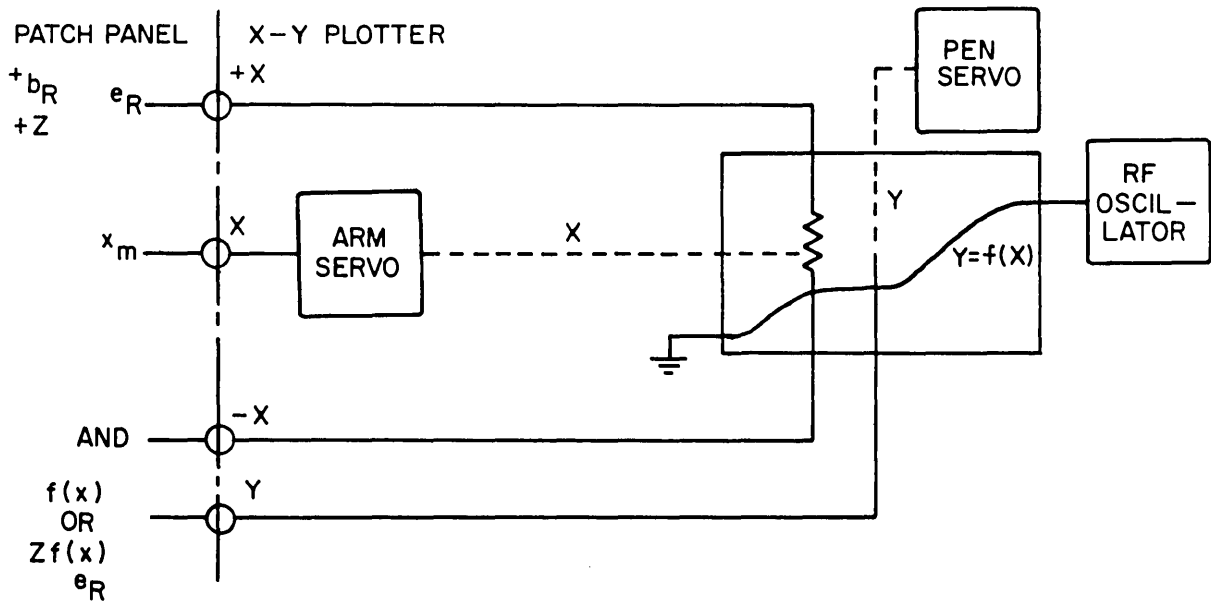 PATCH PANEL X-Y PLOTTER
PEN
SERVO
+bR
+Z
eR
+X
RF
OSCIL-
LATOR
Y
xm
X
ARM
SERVO
X
Y=f(X)
AND
-X
f(x)
OR
Zf(x)
eR
Y